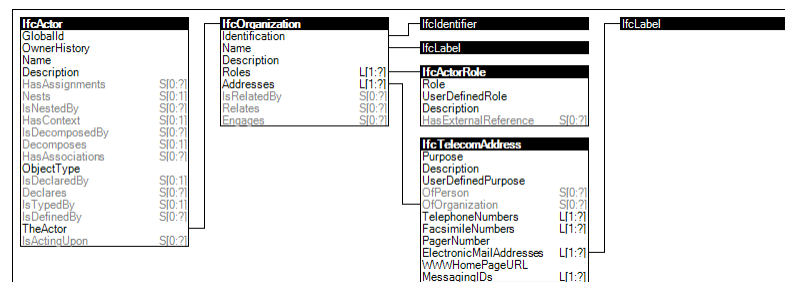 IfcActor
GlobalId
OwnerHistory
Name
Description
HasAssignments S[0:?]
Nests S[0:1]
IsNestedBy S[0:?]
HasContext S[0:1]
IsDecomposedBy S[0:?]
Decomposes S[0:1]
HasAssociations S[0:?]
ObjectType
IsDeclaredBy S[0:1]
Declares S[0:?]
IsTypedBy S[0:1]
IsDefinedBy S[0:?]
TheActor
IsActingUpon S[0:?]
IfcOrganization
Identification
Name
Description
Roles L[1:?]
Addresses L[1:?]
IsRelatedBy S[0:?]
Relates S[0:?]
Engages S[0:?]
IfcIdentifier
IfcLabel
IfcActorRole
Role
UserDefinedRole
Description
HasExternalReference S[0:?]
IfcTelecomAddress
Purpose
Description
UserDefinedPurpose
OfPerson S[0:?]
OfOrganization S[0:?]
TelephoneNumbers L[1:?]
FacsimileNumbers L[1:?]
PagerNumber
ElectronicMailAddresses L[1:?]
WWWHomePageURL
MessagingIDs L[1:?]
IfcLabel